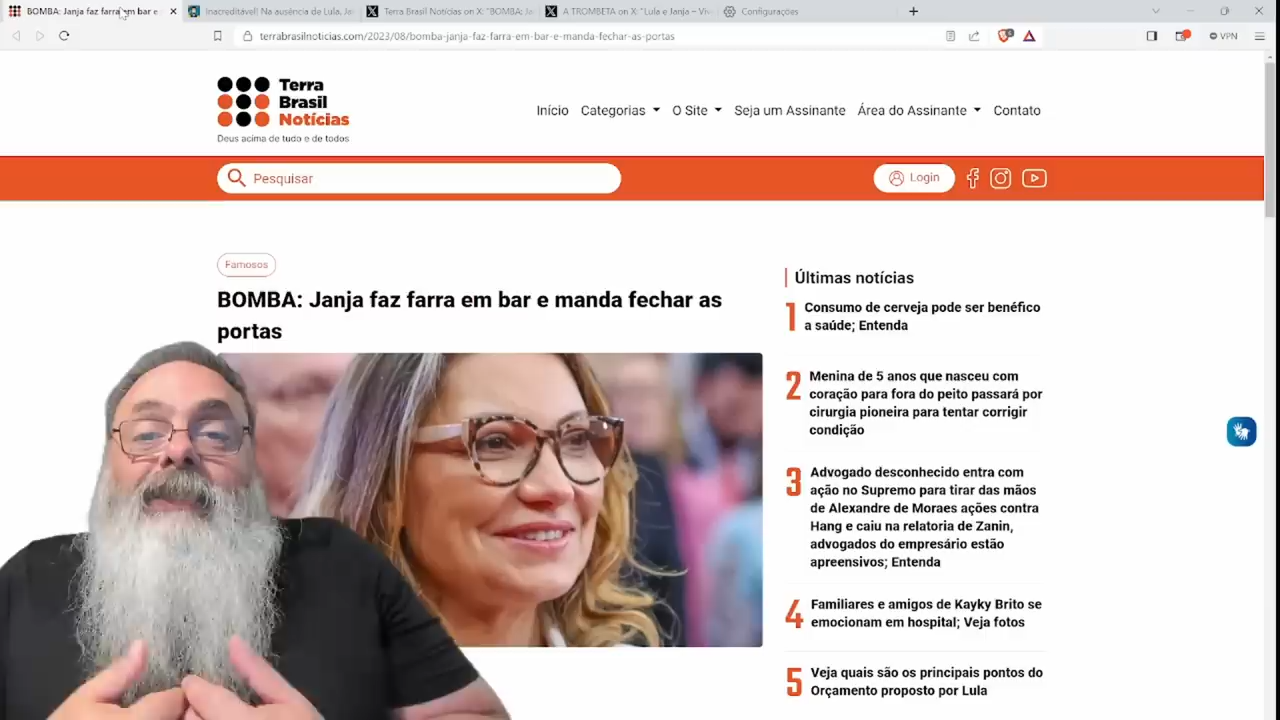 BOMBA: Janja faz farra em bar e
Inacreditável! Na ausência de Lula, Ja
Terra Brasil Notícias on X: "BOMBA: Ja
A TROMBETA on X: "Lula e Janja – Viv
Configurações
terrabrasilnoticias.com/2023/08/bomba-janja-faz-farra-em-bar-e-manda-fechar-as-portas
VPN
Terra
Brasil
Notícias
Deus acima de tudo e de todos
Início Categorias O Site Seja um Assinante Área do Assinante Contato
Pesquisar
Login
Famosos
BOMBA: Janja faz farra em bar e manda fechar as
portas
Últimas notícias
1 Consumo de cerveja pode ser benéfico
a saúde; Entenda
2 Menina de 5 anos que nasceu com
coração para fora do peito passará por
cirurgia pioneira para tentar corrigir
condição
3 Advogado desconhecido entra com
ação no Supremo para tirar das mãos
de Alexandre de Moraes ações contra
Hang e caiu na relatoria de Zanin,
advogados do empresário estão
apreensivos; Entenda
4 Familiares e amigos de Kayky Brito se
emocionam em hospital; Veja fotos
5 Veja quais são os principais pontos do
Orçamento proposto por Lula